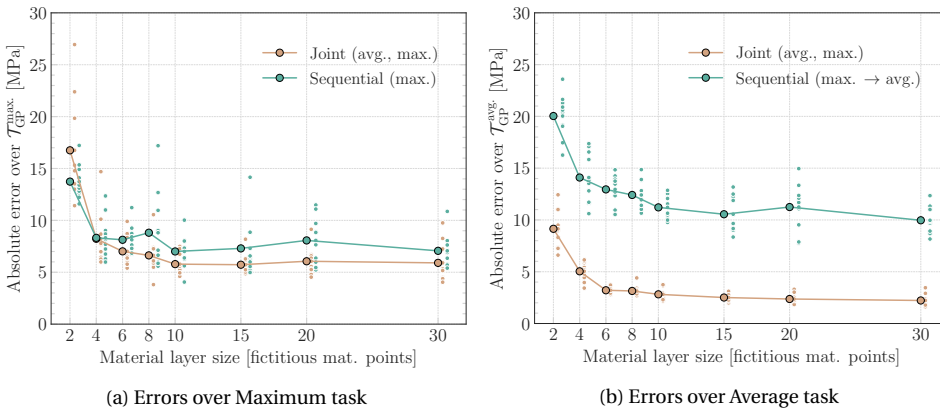 Absolute error over 𝒯_GP^max. [MPa]
30
25
20
15
10
5
0
Joint (avg., max.)
Sequential (max.)
2 4 6 8 10 15 20 30
Material layer size [fictitious mat. points]
(a) Errors over Maximum task
Absolute error over 𝒯_GP^avg. [MPa]
30
25
20
15
10
5
0
Joint (avg., max.)
Sequential (max. → avg.)
2 4 6 8 10 15 20 30
Material layer size [fictitious mat. points]
(b) Errors over Average task